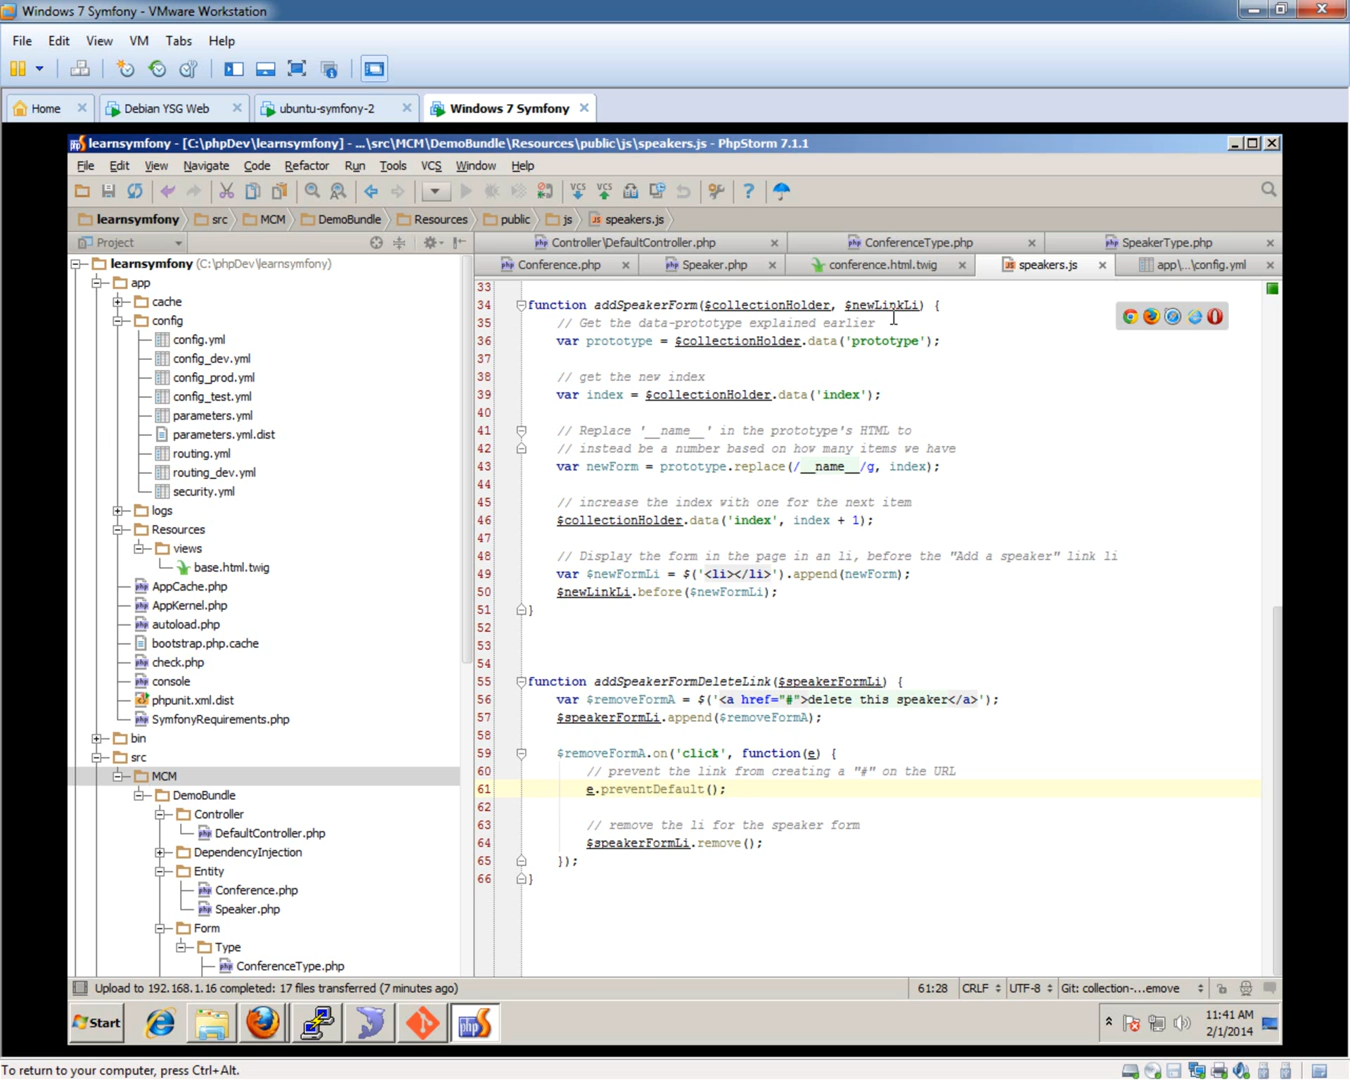 Windows 7 Symfony - VMware Workstation
File Edit View VM Tabs Help
Home Debian YSG Web ubuntu-symfony-2 Windows 7 Symfony
learnsymfony - [C:\phpDev\learnsymfony] - ...\src\MCM\DemoBundle\Resources\public\js\speakers.js - PhpStorm 7.1.1
File Edit View Navigate Code Refactor Run Tools VCS Window Help
VCS VCS
learnsymfony src MCM DemoBundle Resources public js speakers.js
Project
Controller\DefaultController.php ConferenceType.php SpeakerType.php
Conference.php Speaker.php conference.html.twig speakers.js app\...\config.yml
learnsymfony (C:\phpDev\learnsymfony)
app
cache
config
config.yml
config_dev.yml
config_prod.yml
config_test.yml
parameters.yml
parameters.yml.dist
routing.yml
routing_dev.yml
security.yml
logs
Resources
views
base.html.twig
AppCache.php
AppKernel.php
autoload.php
bootstrap.php.cache
check.php
console
phpunit.xml.dist
SymfonyRequirements.php
bin
src
MCM
DemoBundle
Controller
DefaultController.php
DependencyInjection
Entity
Conference.php
Speaker.php
Form
Type
ConferenceType.php
33
34 function addSpeakerForm($collectionHolder, $newLinkLi) {
35 // Get the data-prototype explained earlier
36 var prototype = $collectionHolder.data('prototype');
37
38 // get the new index
39 var index = $collectionHolder.data('index');
40
41 // Replace '__name__' in the prototype's HTML to
42 // instead be a number based on how many items we have
43 var newForm = prototype.replace(/__name__/g, index);
44
45 // increase the index with one for the next item
46 $collectionHolder.data('index', index + 1);
47
48 // Display the form in the page in an li, before the "Add a speaker" link li
49 var $newFormLi = $('<li></li>').append(newForm);
50 $newLinkLi.before($newFormLi);
51 }
52
53
54
55 function addSpeakerFormDeleteLink($speakerFormLi) {
56 var $removeFormA = $('<a href="#">delete this speaker</a>');
57 $speakerFormLi.append($removeFormA);
58
59 $removeFormA.on('click', function(e) {
60 // prevent the link from creating a "#" on the URL
61 e.preventDefault();
62
63 // remove the li for the speaker form
64 $speakerFormLi.remove();
65 });
66 }
Upload to 192.168.1.16 completed: 17 files transferred (7 minutes ago) 61:28 CRLF UTF-8 Git: collection-...emove
Start 11:41 AM
2/1/2014
To return to your computer, press Ctrl+Alt.